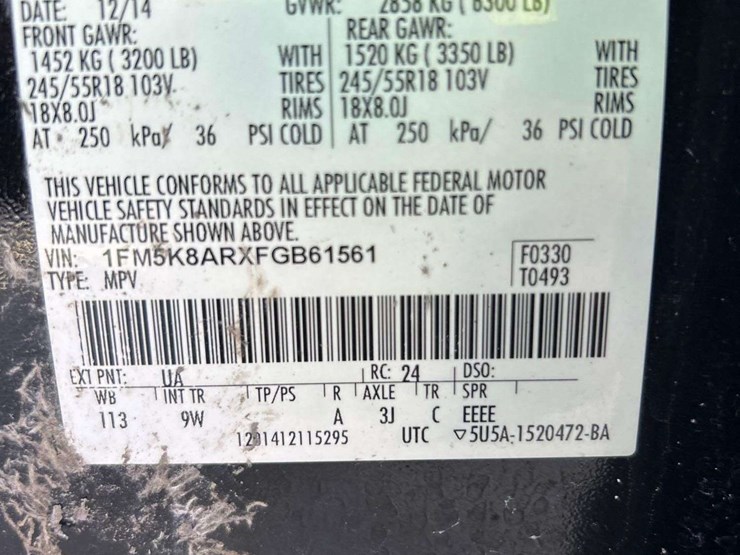 DATE: 12/14 GVWR: 2858 KG ( 6300 LB)
FRONT GAWR: REAR GAWR:
1452 KG ( 3200 LB) WITH 1520 KG ( 3350 LB) WITH
245/55R18 103V TIRES 245/55R18 103V TIRES
18X8.0J RIMS 18X8.0J RIMS
AT 250 kPa/ 36 PSI COLD AT 250 kPa/ 36 PSI COLD
THIS VEHICLE CONFORMS TO ALL APPLICABLE FEDERAL MOTOR
VEHICLE SAFETY STANDARDS IN EFFECT ON THE DATE OF
MANUFACTURE SHOWN ABOVE.
VIN: 1FM5K8ARXFGB61561 F0330
TYPE: MPV T0493
EXT PNT: UA RC: 24 DSO:
WB INT TR TP/PS R AXLE TR SPR
113 9W A 3J C EEEE
UTC ▽5U5A-1520472-BA